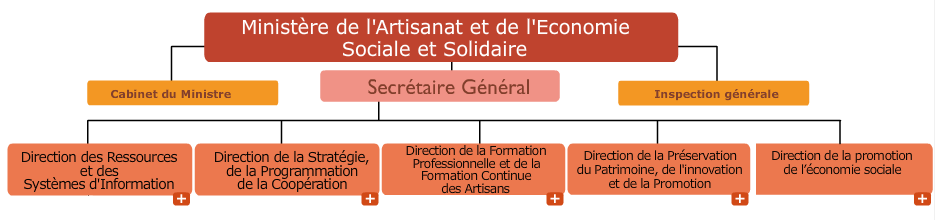 Ministère de l'Artisanat et de l'Economie
Sociale et Solidaire
Cabinet du Ministre
Secrétaire Général
Inspection générale
Direction des Ressources
et des
Systèmes d'Information
Direction de la Stratégie,
de la Programmation
de la Coopération
Direction de la Formation
Professionnelle et de la
Formation Continue
des Artisans
Direction de la Préservation
du Patrimoine, de l'innovation
et de la Promotion
Direction de la promotion
de l’économie sociale